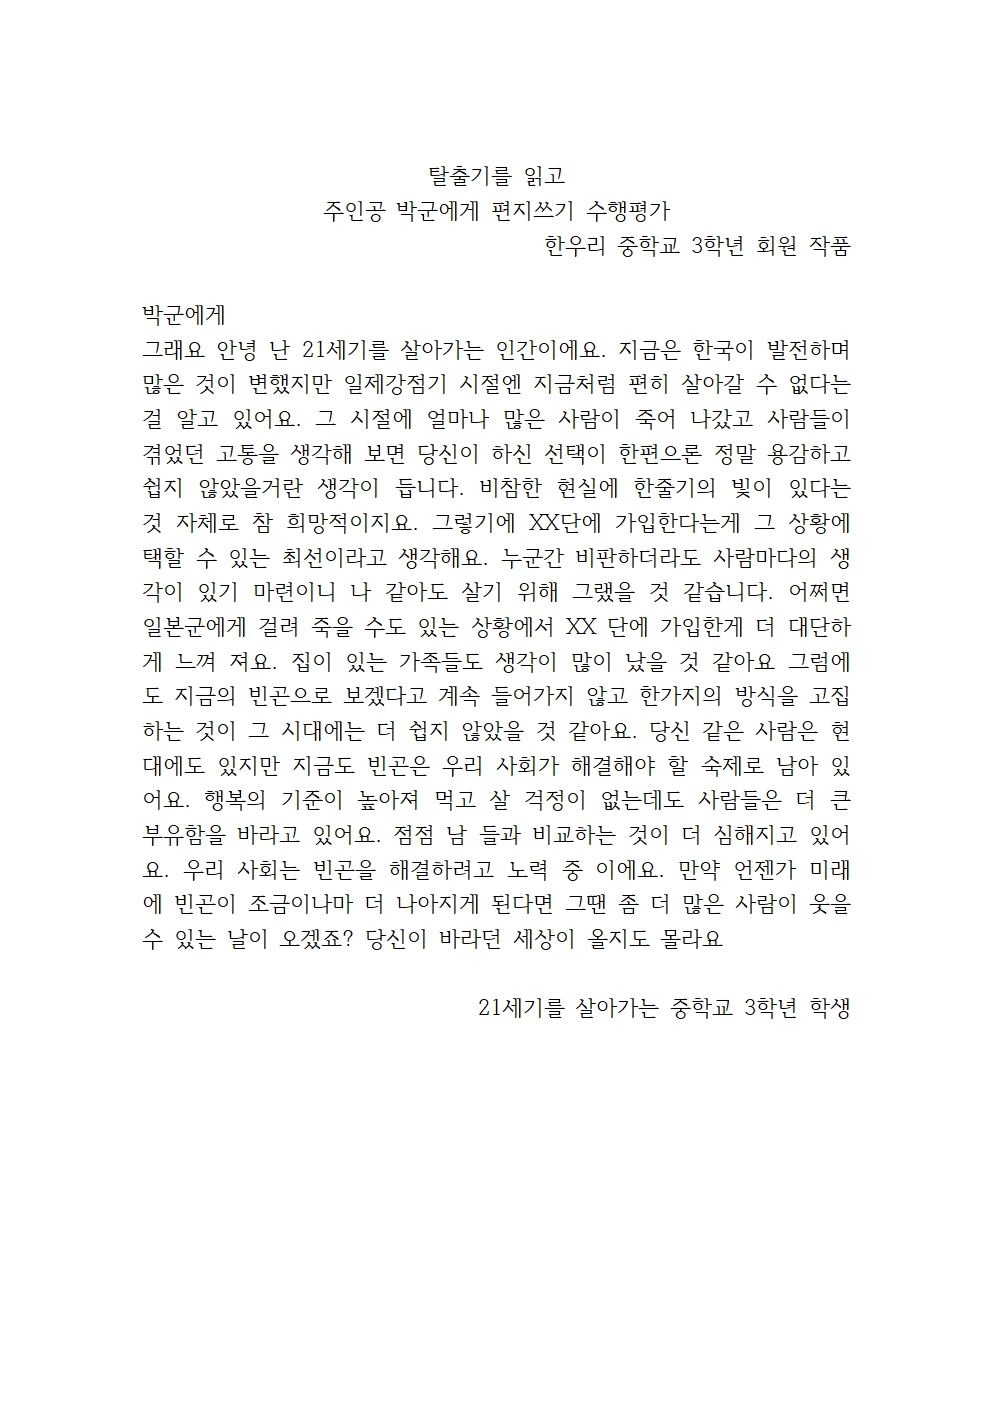 탈출기를 읽고
주인공 박군에게 편지쓰기 수행평가
한우리 중학교 3학년 회원 작품
박군에게
그래요 안녕 난 21세기를 살아가는 인간이에요. 지금은 한국이 발전하며
많은 것이 변했지만 일제강점기 시절엔 지금처럼 편히 살아갈 수 없다는
걸 알고 있어요. 그 시절에 얼마나 많은 사람이 죽어 나갔고 사람들이
겪었던 고통을 생각해 보면 당신이 하신 선택이 한편으론 정말 용감하고
쉽지 않았을거란 생각이 듭니다. 비참한 현실에 한줄기의 빛이 있다는
것 자체로 참 희망적이지요. 그렇기에 XX단에 가입한다는게 그 상황에
택할 수 있는 최선이라고 생각해요. 누군간 비판하더라도 사람마다의 생
각이 있기 마련이니 나 같아도 살기 위해 그랬을 것 같습니다. 어쩌면
일본군에게 걸려 죽을 수도 있는 상황에서 XX 단에 가입한게 더 대단하
게 느껴 져요. 집이 있는 가족들도 생각이 많이 났을 것 같아요 그럼에
도 지금의 빈곤으로 보겠다고 계속 들어가지 않고 한가지의 방식을 고집
하는 것이 그 시대에는 더 쉽지 않았을 것 같아요. 당신 같은 사람은 현
대에도 있지만 지금도 빈곤은 우리 사회가 해결해야 할 숙제로 남아 있
어요. 행복의 기준이 높아져 먹고 살 걱정이 없는데도 사람들은 더 큰
부유함을 바라고 있어요. 점점 남 들과 비교하는 것이 더 심해지고 있어
요. 우리 사회는 빈곤을 해결하려고 노력 중 이에요. 만약 언젠가 미래
에 빈곤이 조금이나마 더 나아지게 된다면 그땐 좀 더 많은 사람이 웃을
수 있는 날이 오겠죠? 당신이 바라던 세상이 올지도 몰라요
21세기를 살아가는 중학교 3학년 학생